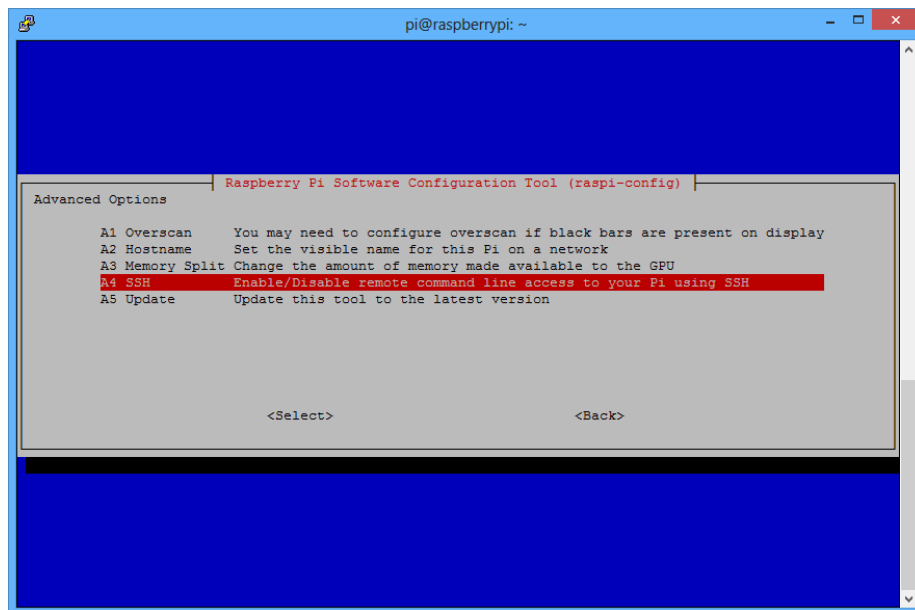 pi@raspberrypi: ~
Raspberry Pi Software Configuration Tool (raspi-config)
Advanced Options
A1 Overscan You may need to configure overscan if black bars are present on display
A2 Hostname Set the visible name for this Pi on a network
A3 Memory Split Change the amount of memory made available to the GPU
A4 SSH Enable/Disable remote command line access to your Pi using SSH
A5 Update Update this tool to the latest version
<Select> <Back>